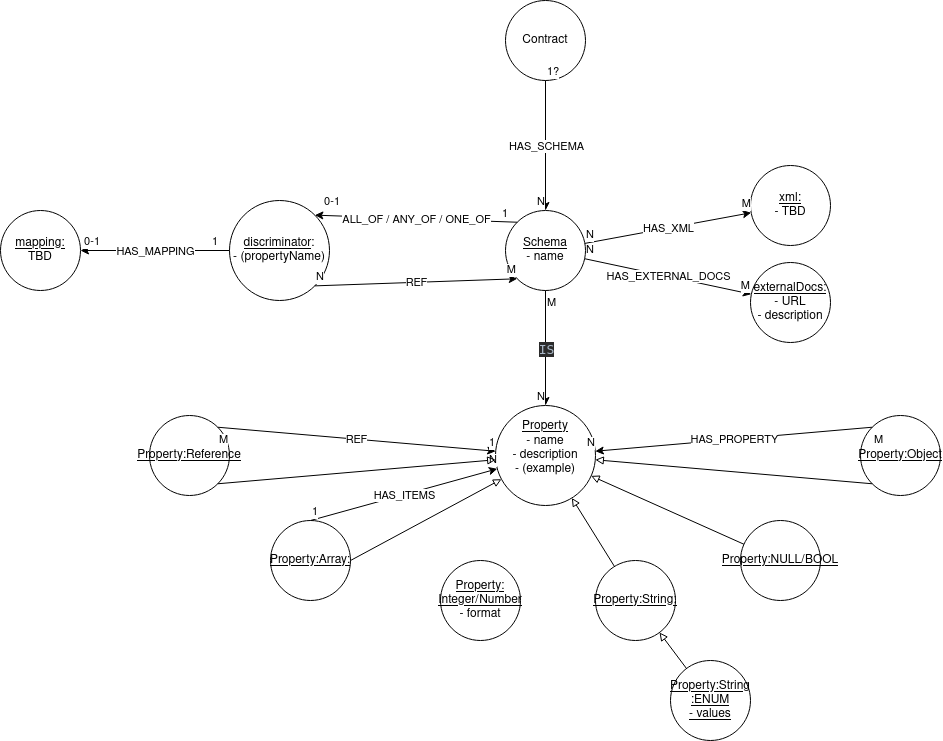 Contract
1?
HAS_SCHEMA
N
0-1
ALL_OF / ANY_OF / ONE_OF
1
xml:
- TBD
M
HAS_XML
N
mapping:
TBD
0-1
HAS_MAPPING
1
discriminator:
- (propertyName)
N
REF
M
Schema
- name
N
HAS_EXTERNAL_DOCS
M
externalDocs:
- URL
- description
M
IS
N
Property
- name
- description
- (example)
1
N
N
M
REF
Property:Reference
HAS_PROPERTY
M
Property:Object
HAS_ITEMS
1
Property:Array:
Property:
Integer/Number
- format
Property:String:
Property:NULL/BOOL
Property:String
:ENUM
- values